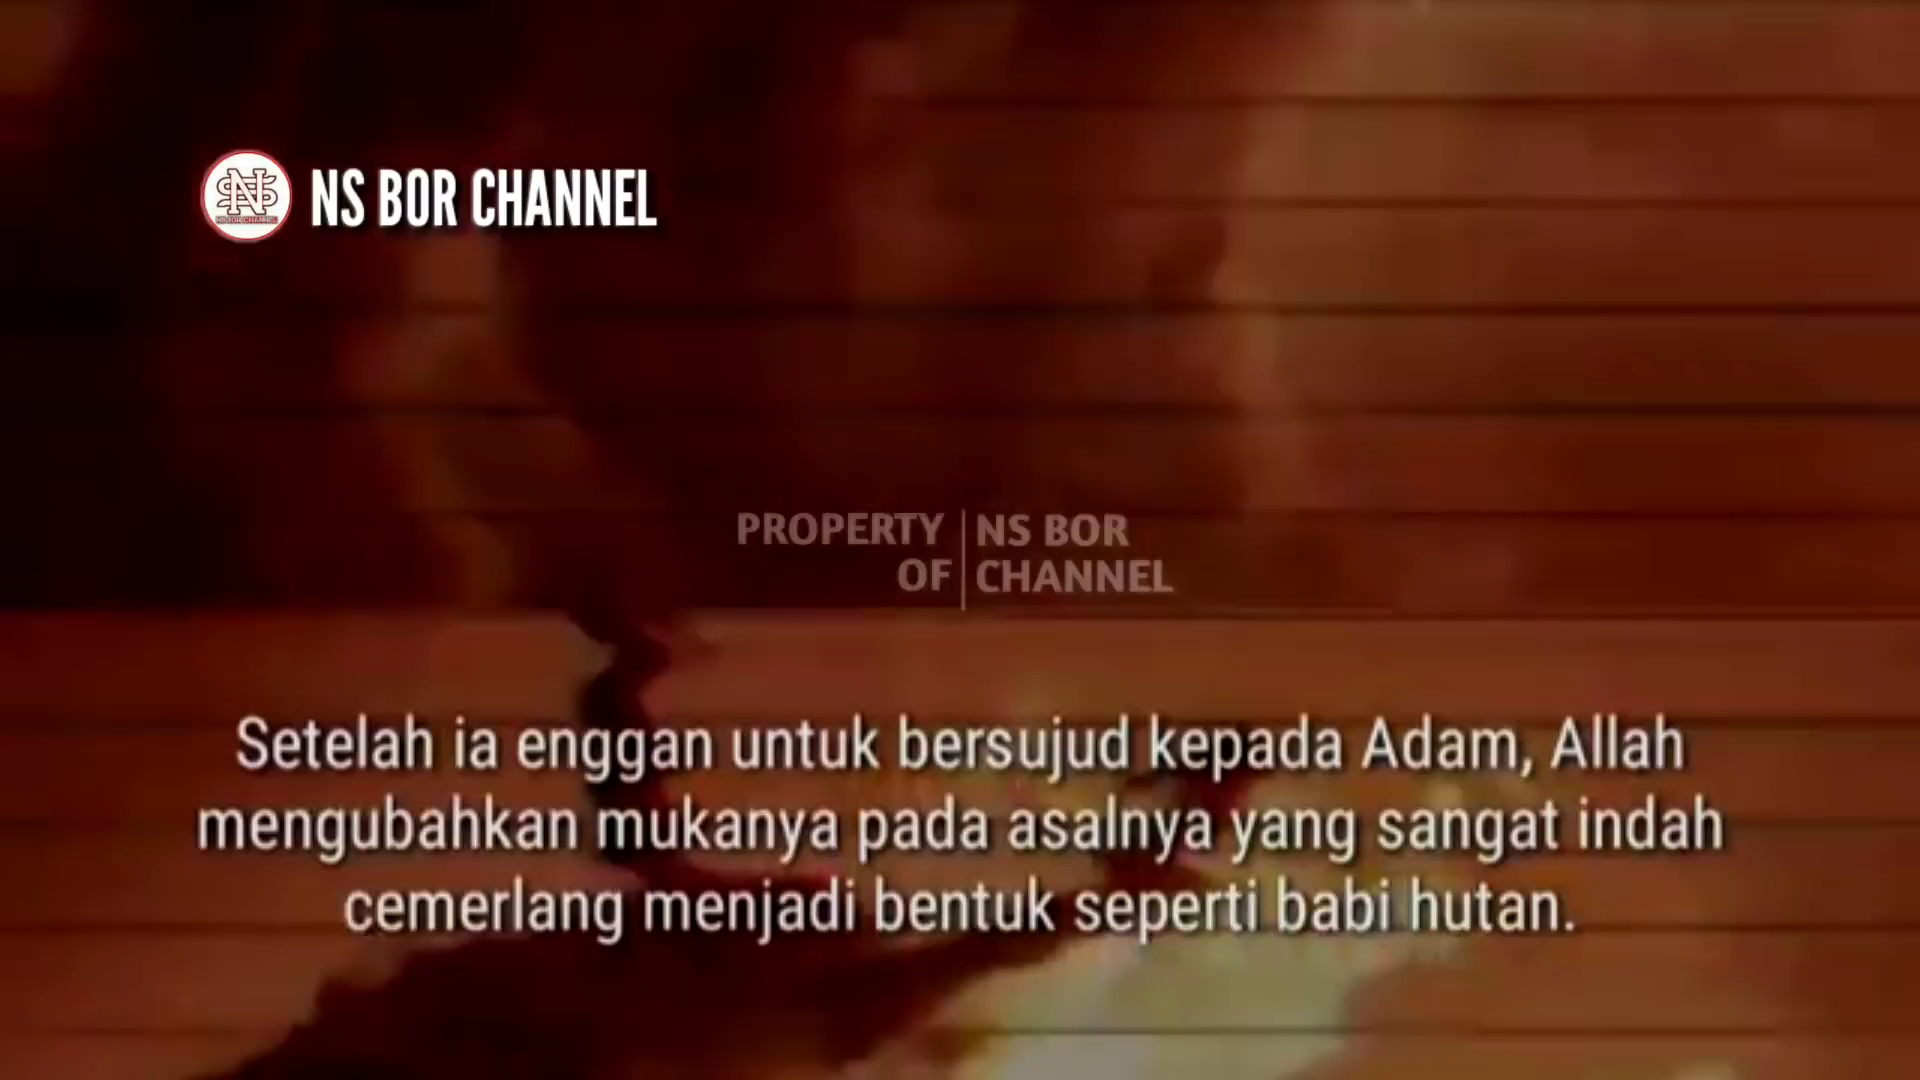 NS BOR CHANNEL
PROPERTY OF
NS BOR CHANNEL
Setelah ia enggan untuk bersujud kepada Adam, Allah
mengubahkan mukanya pada asalnya yang sangat indah
cemerlang menjadi bentuk seperti babi hutan.